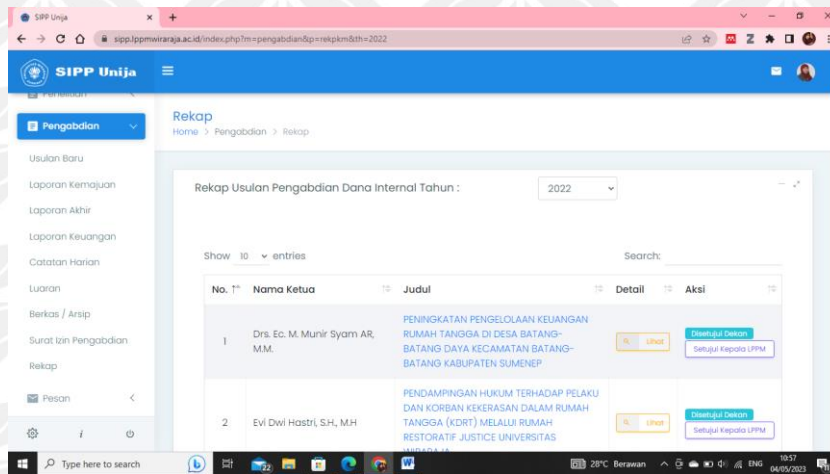 SIPP Unija
sipp.lppmwiraraja.ac.id/index.php?m=pengabdian&p=rekpkm&th=2022
SIPP Unija
Penelitian
Pengabdian
Usulan Baru
Laporan Kemajuan
Laporan Akhir
Laporan Keuangan
Catatan Harian
Luaran
Berkas / Arsip
Surat Izin Pengabdian
Rekap
Pesan
Rekap
Home > Pengabdian > Rekap
Rekap Usulan Pengabdian Dana Internal Tahun :
2022
Show 10 entries
Search:
No. Nama Ketua Judul Detail Aksi
1
Drs. Ec. M. Munir Syam AR,
M.M.
PENINGKATAN PENGELOLAAN KEUANGAN
RUMAH TANGGA DI DESA BATANG-
BATANG DAYA KECAMATAN BATANG-
BATANG KABUPATEN SUMENEP
Lihat
Disetujui Dekan
Setujui Kepala LPPM
2
Evi Dwi Hastri, S.H., M.H
PENDAMPINGAN HUKUM TERHADAP PELAKU
DAN KORBAN KEKERASAN DALAM RUMAH
TANGGA (KDRT) MELALUI RUMAH
RESTORATIF JUSTICE UNIVERSITAS
WIRARAJA
Lihat
Disetujui Dekan
Setujui Kepala LPPM
Type here to search
22
28°C Berawan
ENG
10:57
04/05/2023